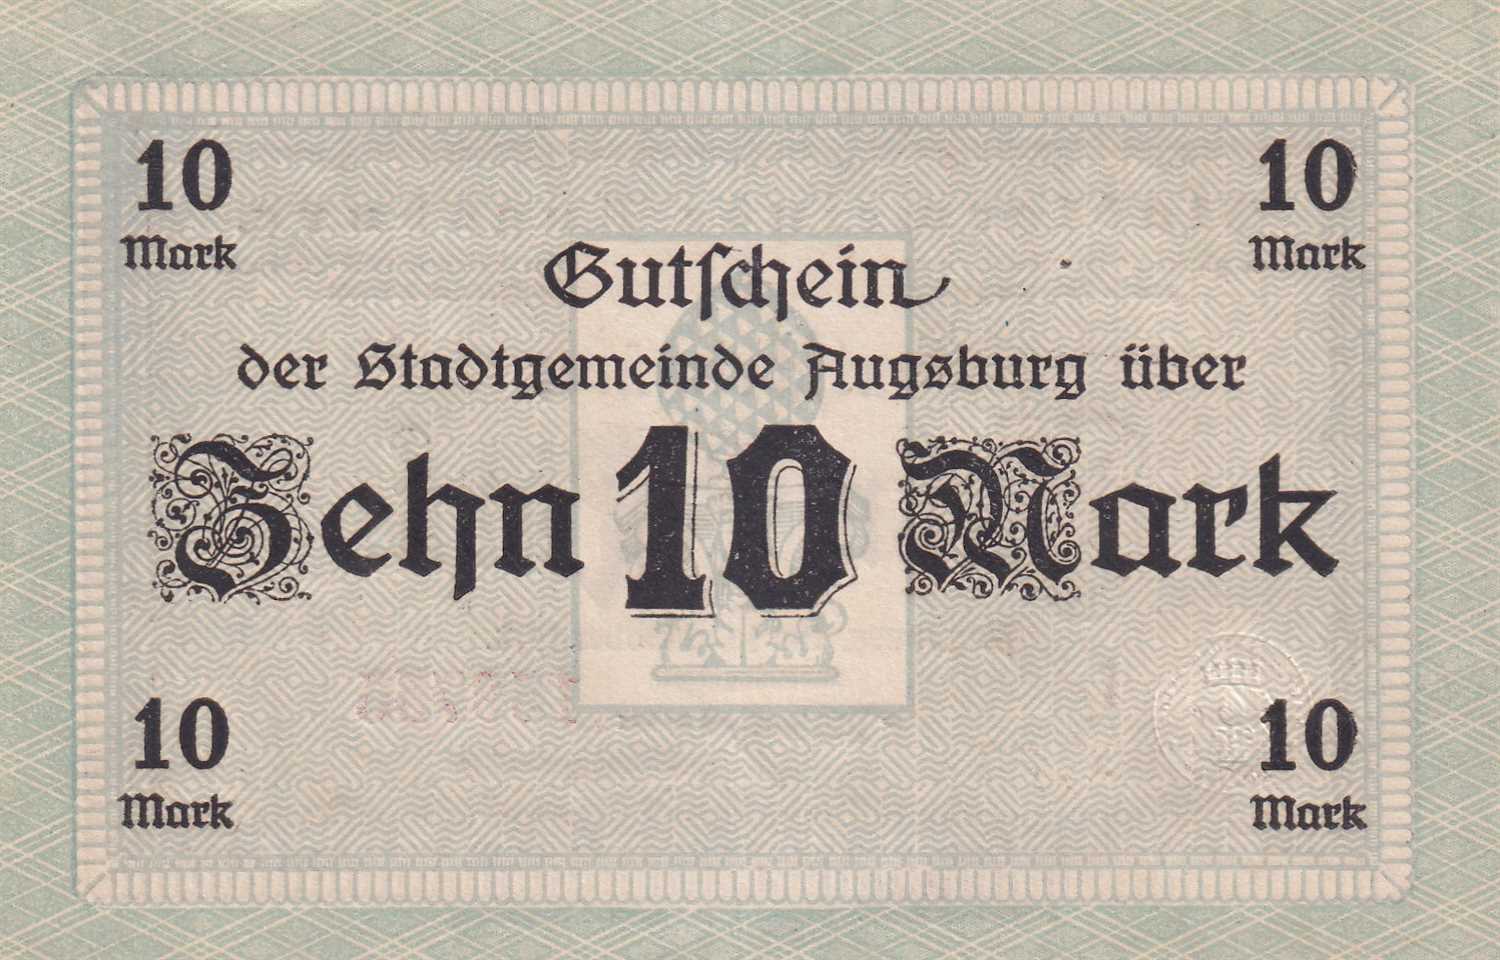 10 10
Mark Mark
Gutſchein
der Stadtgemeinde Augsburg über
Zehn 10 Mark
10 10
Mark Mark